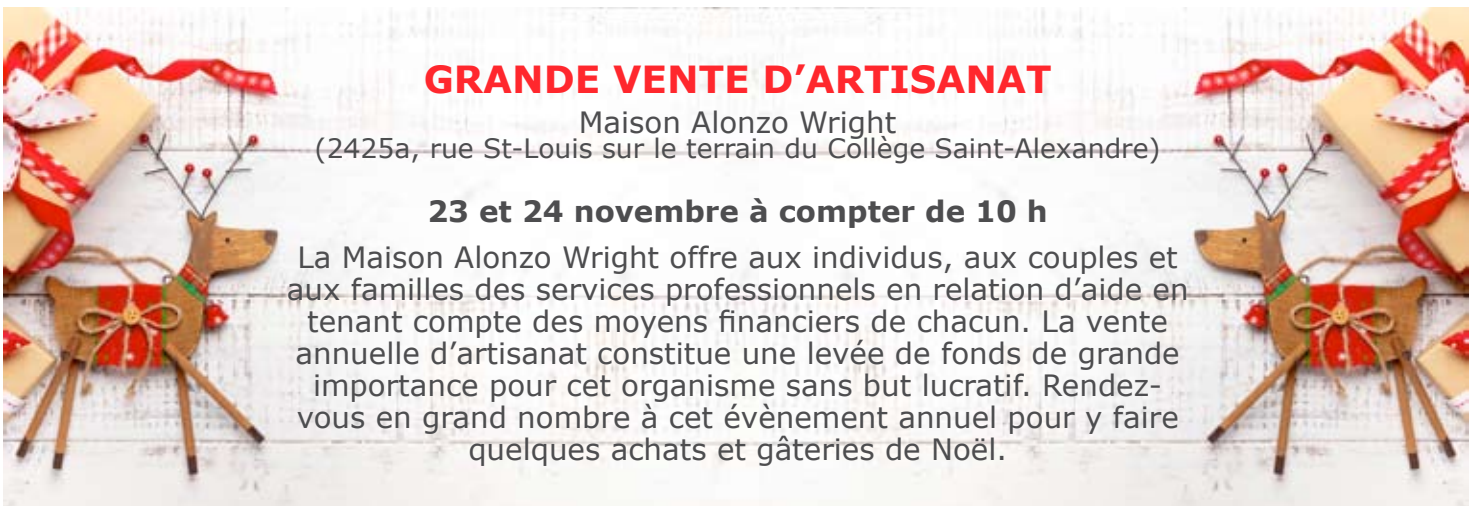 GRANDE VENTE D’ARTISANAT
Maison Alonzo Wright
(2425a, rue St-Louis sur le terrain du Collège Saint-Alexandre)
23 et 24 novembre à compter de 10 h
La Maison Alonzo Wright offre aux individus, aux couples et
aux familles des services professionnels en relation d’aide en
tenant compte des moyens financiers de chacun. La vente
annuelle d’artisanat constitue une levée de fonds de grande
importance pour cet organisme sans but lucratif. Rendez-
vous en grand nombre à cet évènement annuel pour y faire
quelques achats et gâteries de Noël.